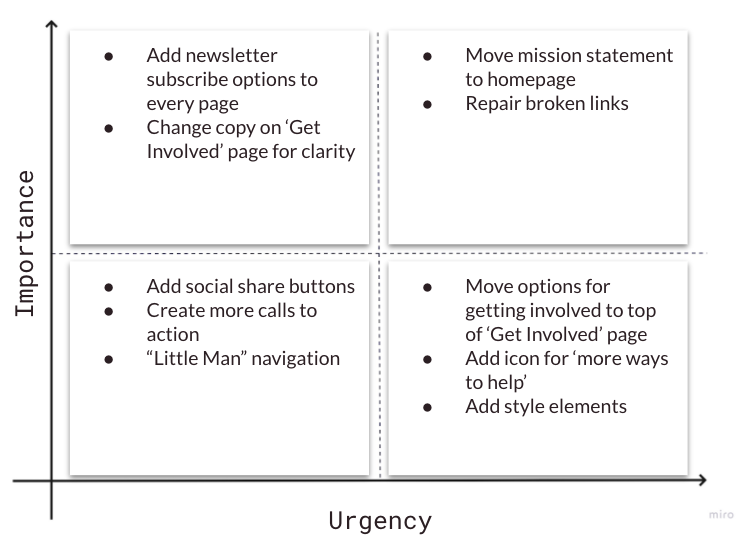 Importance
● Add newsletter
subscribe options to
every page
● Change copy on ‘Get
Involved’ page for clarity
● Move mission statement
to homepage
● Repair broken links
● Add social share buttons
● Create more calls to
action
● “Little Man” navigation
● Move options for
getting involved to top
of ‘Get Involved’ page
● Add icon for ‘more ways
to help’
● Add style elements
Urgency
miro